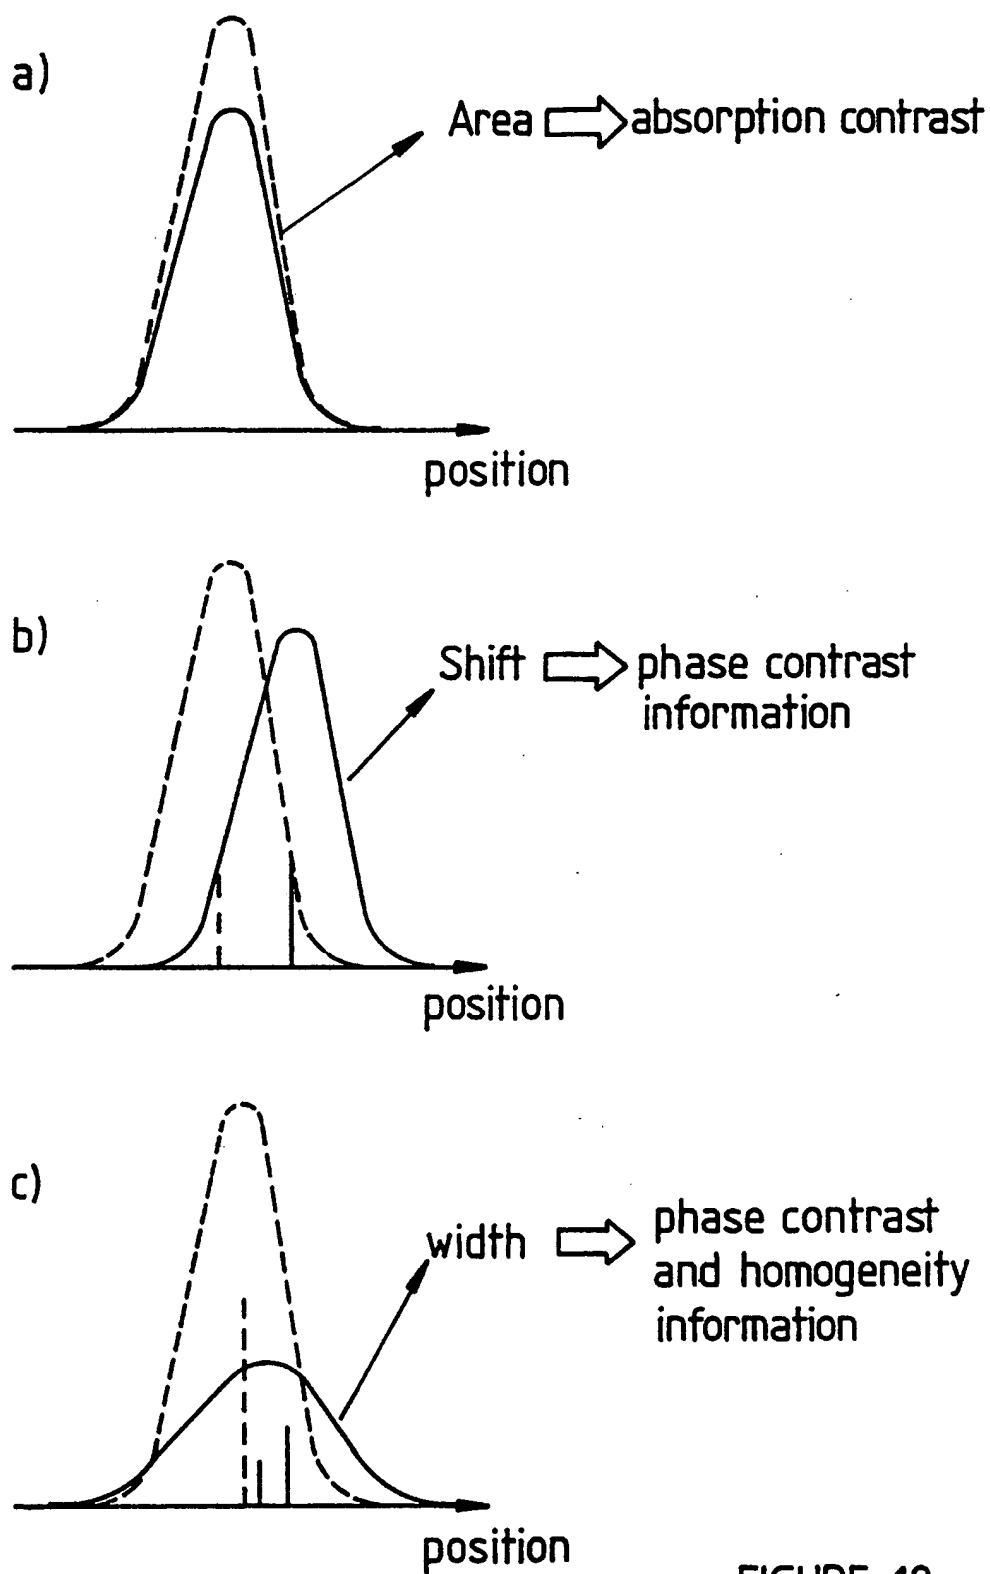 a)
Area absorption contrast
position
b)
Shift phase contrast
information
position
c)
width phase contrast
and homogeneity
information
position